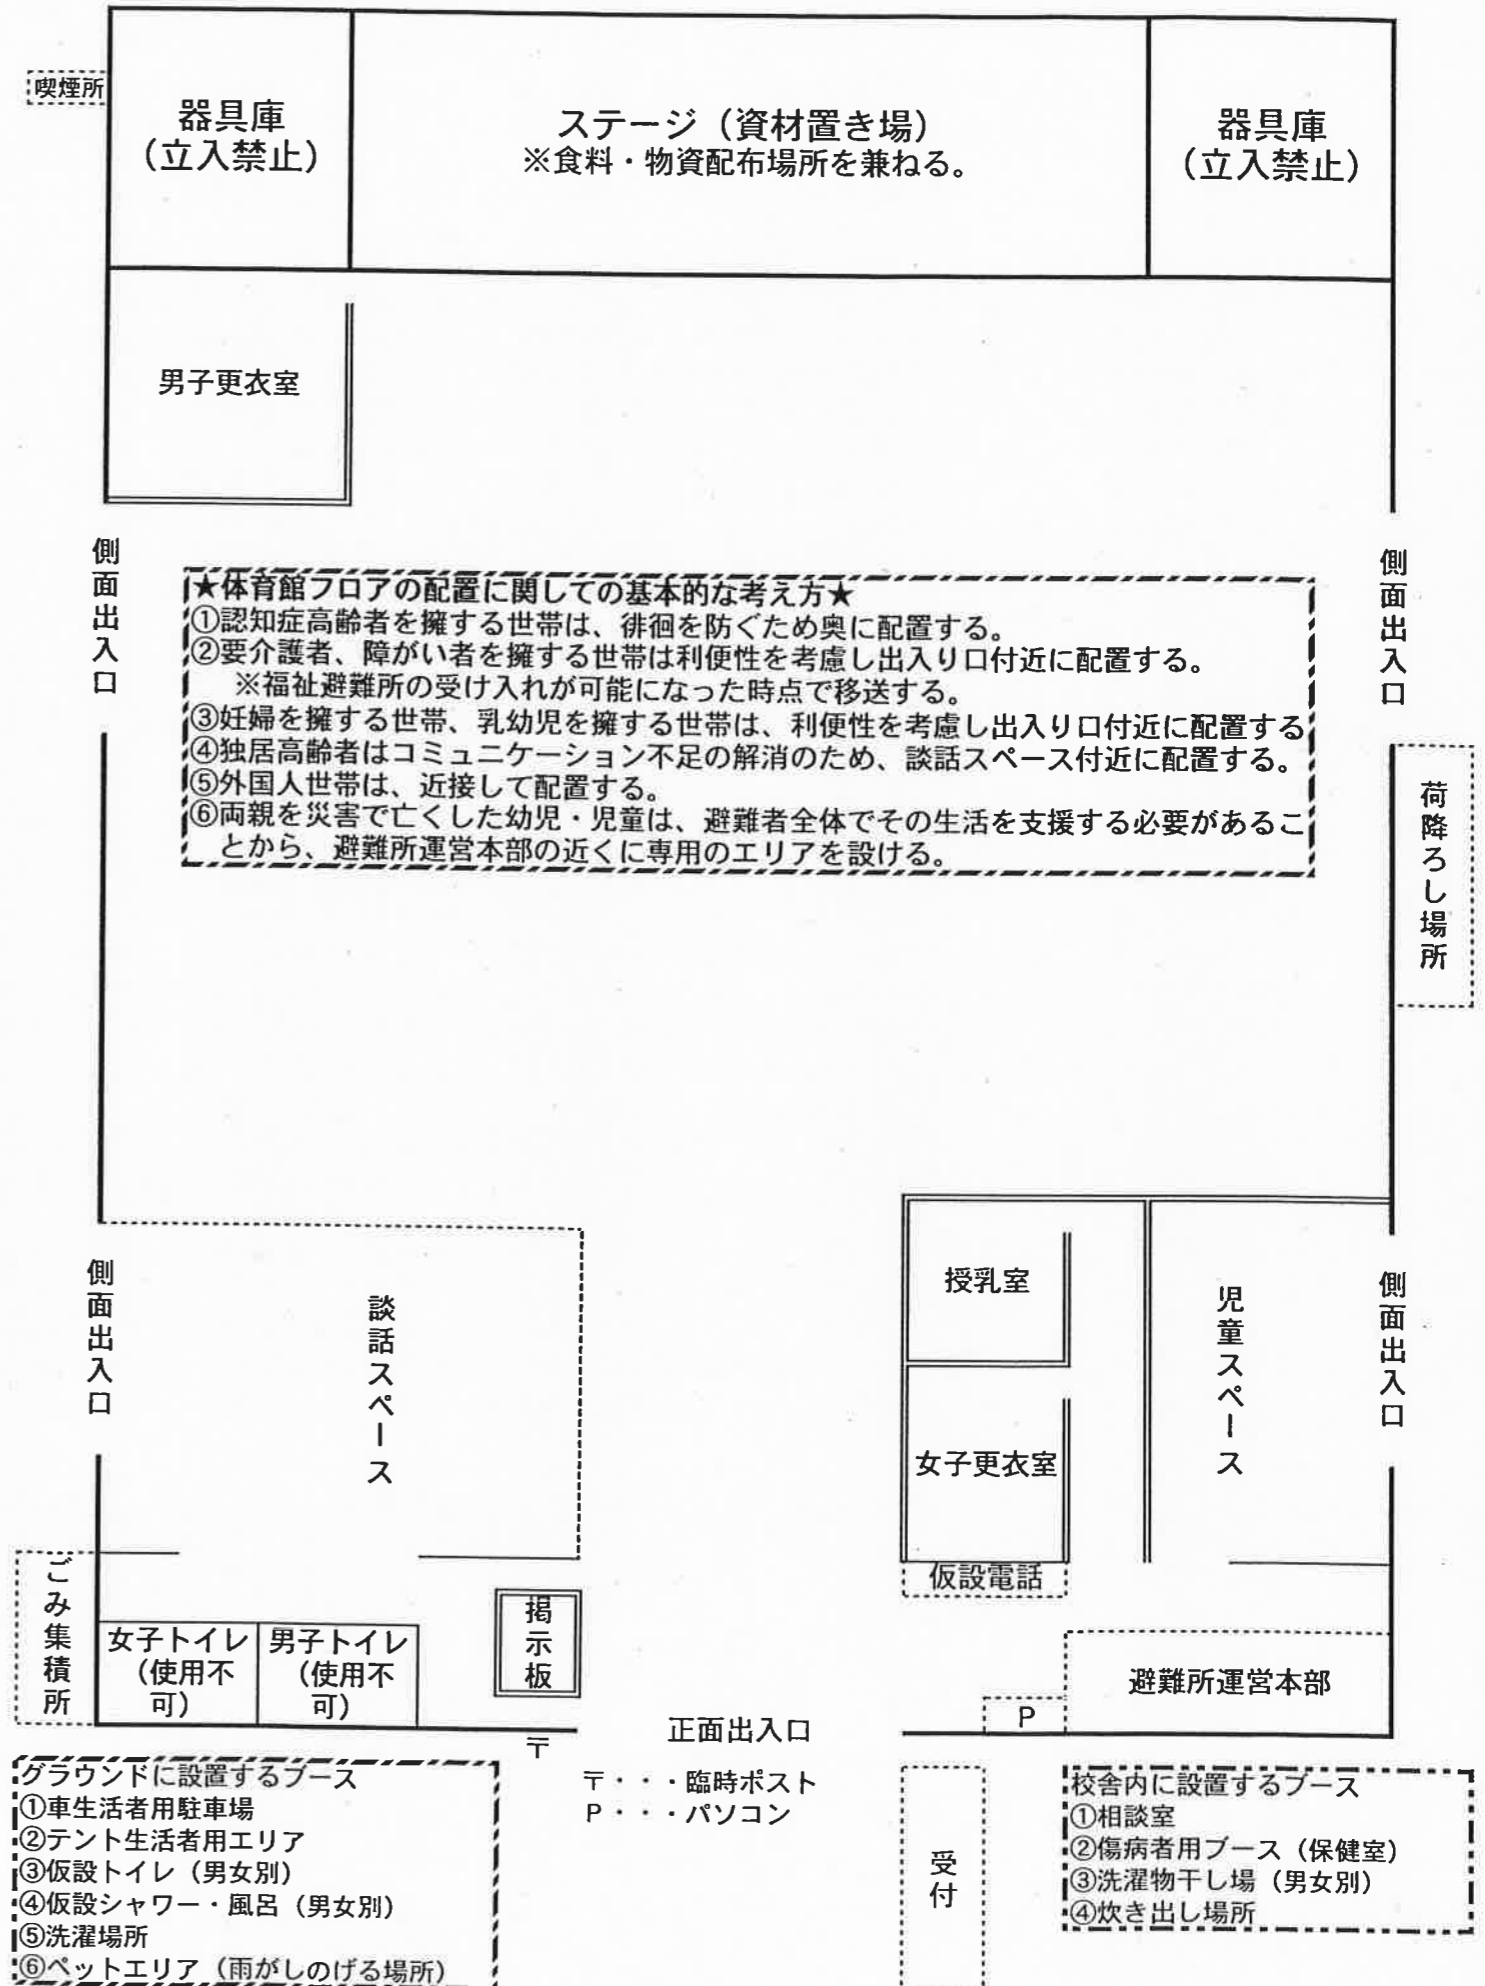 喫煙所
器具庫
（立入禁止）
ステージ（資材置き場）
※食料・物資配布場所を兼ねる。
器具庫
（立入禁止）
男子更衣室
側面出入口
側面出入口
★体育館フロアの配置に関しての基本的な考え方★
①認知症高齢者を擁する世帯は、徘徊を防ぐため奥に配置する。
②要介護者、障がい者を擁する世帯は利便性を考慮し出入り口付近に配置する。
※福祉避難所の受け入れが可能になった時点で移送する。
③妊婦を擁する世帯、乳幼児を擁する世帯は、利便性を考慮し出入り口付近に配置する
④独居高齢者はコミュニケーション不足の解消のため、談話スペース付近に配置する。
⑤外国人世帯は、近接して配置する。
⑥両親を災害で亡くした幼児・児童は、避難者全体でその生活を支援する必要があるこ
とから、避難所運営本部の近くに専用のエリアを設ける。
荷降ろし場所
側面出入口
談話スペース
授乳室
女子更衣室
児童スペース
側面出入口
仮設電話
ごみ集積所
女子トイレ
（使用不
可）
男子トイレ
（使用不
可）
掲示板
避難所運営本部
P
正面出入口
〒
〒・・・臨時ポスト
P・・・パソコン
受付
グラウンドに設置するブース
①車生活者用駐車場
②テント生活者用エリア
③仮設トイレ（男女別）
④仮設シャワー・風呂（男女別）
⑤洗濯場所
⑥ペットエリア（雨がしのげる場所）
校舎内に設置するブース
①相談室
②傷病者用ブース（保健室）
③洗濯物干し場（男女別）
④炊き出し場所